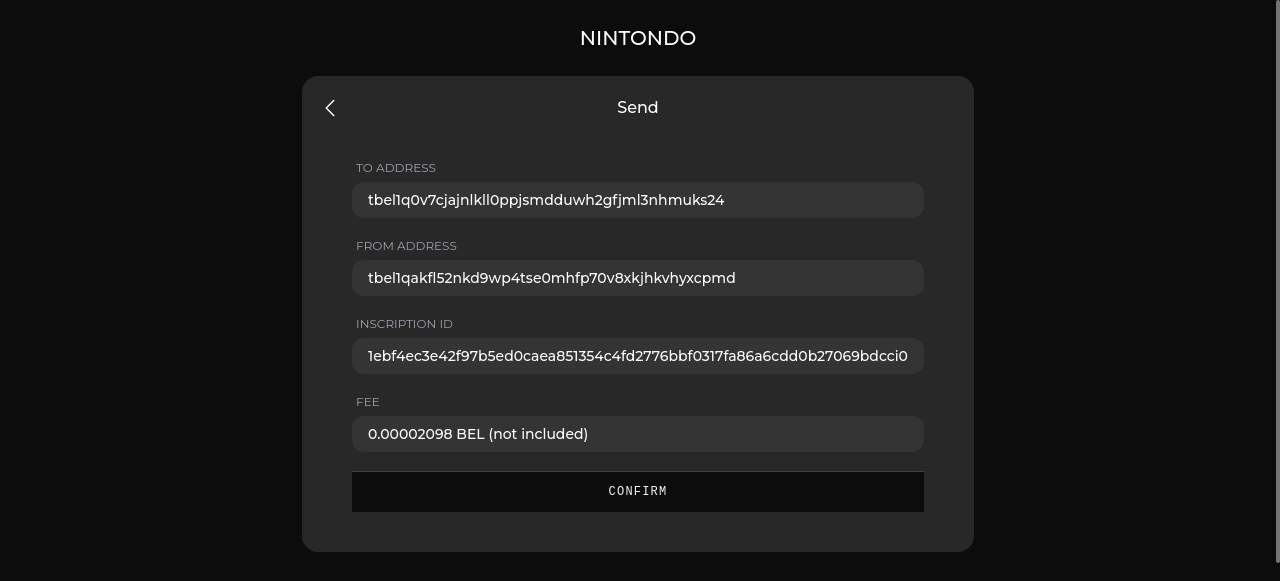 NINTONDO
Send
TO ADDRESS
tbel1q0v7cjajnlkll0ppjsmdduwh2gfjml3nhmuks24
FROM ADDRESS
tbel1qakfl52nkd9wp4tse0mhfp70v8xkjhkvhyxcpmd
INSCRIPTION ID
1ebf4ec3e42f97b5ed0caea851354c4fd2776bbf0317fa86a6cdd0b27069bdcci0
FEE
0.00002098 BEL (not included)
CONFIRM